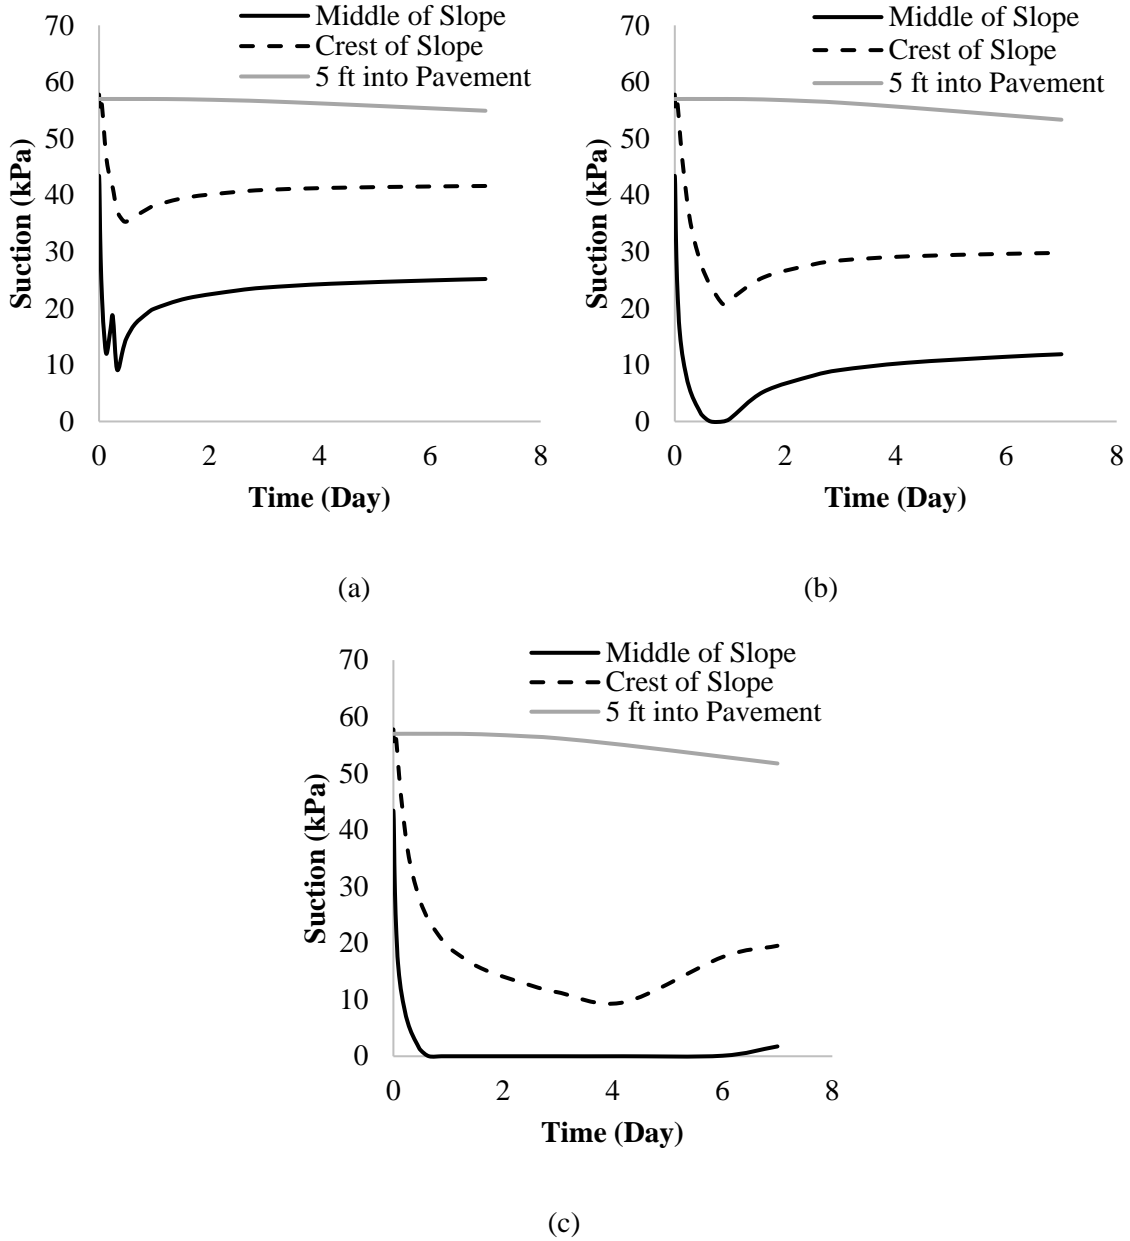 Middle of Slope
Crest of Slope
5 ft into Pavement
70
60
50
40
30
20
10
0
Suction (kPa)
0 2 4 6 8
Time (Day)
(a)
Middle of Slope
Crest of Slope
5 ft into Pavement
70
60
50
40
30
20
10
0
Suction (kPa)
0 2 4 6 8
Time (Day)
(b)
Middle of Slope
Crest of Slope
5 ft into Pavement
70
60
50
40
30
20
10
0
Suction (kPa)
0 2 4 6 8
Time (Day)
(c)